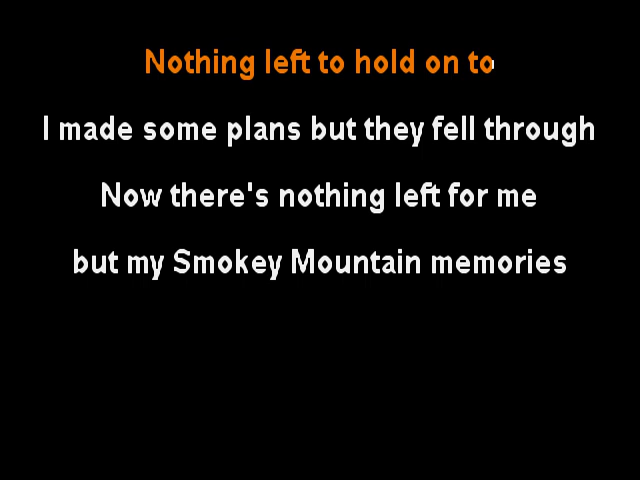 Nothing left to hold on to
I made some plans but they fell through
Now there's nothing left for me
but my Smokey Mountain memories